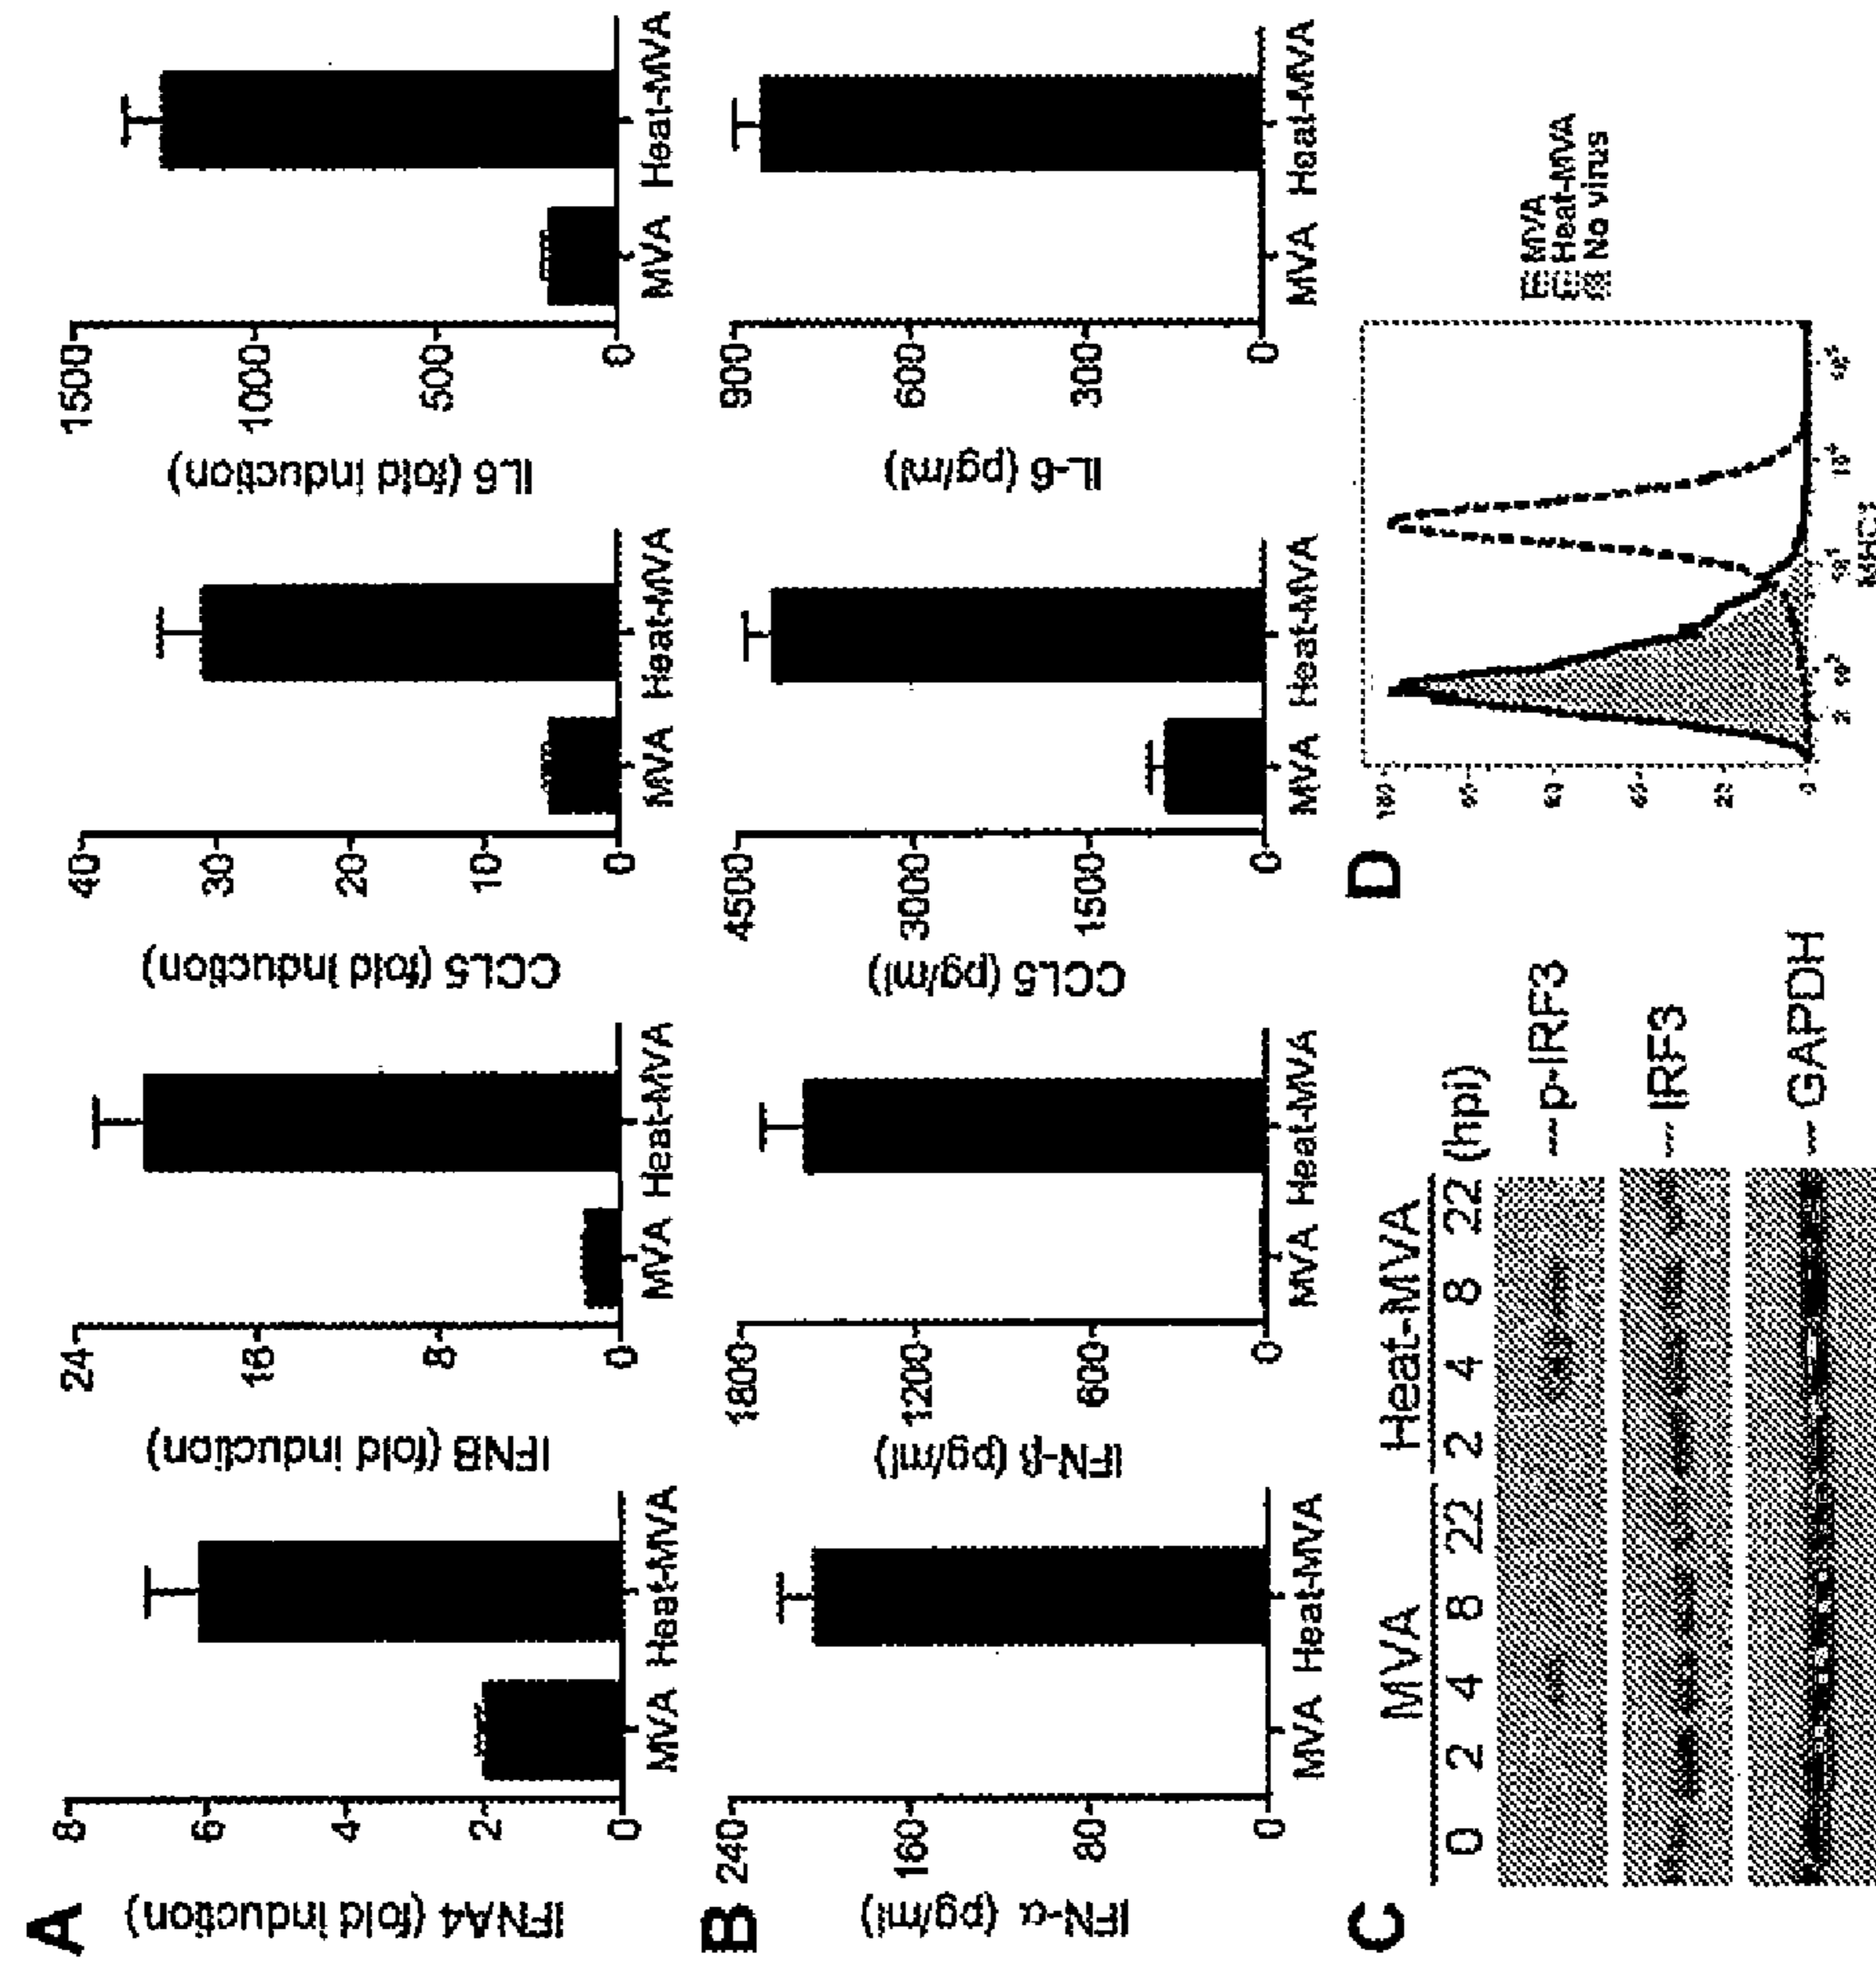 A
IFNA4 (fold induction)
8
6
4
2
0
MVA Heat-MVA
IFNB (fold induction)
24
16
8
0
MVA Heat-MVA
CCL5 (fold induction)
40
30
20
10
0
MVA Heat-MVA
IL6 (fold induction)
1500
1000
500
0
MVA Heat-MVA
B
IFN-α (pg/ml)
240
160
80
0
MVA Heat-MVA
IFN-β (pg/ml)
1800
1200
600
0
MVA Heat-MVA
CCL5 (pg/ml)
4500
3000
1500
0
MVA Heat-MVA
IL-6 (pg/ml)
900
600
300
0
MVA Heat-MVA
C
MVA Heat-MVA
0 2 4 8 22 2 4 8 22 (hpi)
p-IRF3
IRF3
GAPDH
D
100
0
MVA
Heat-MVA
No virus